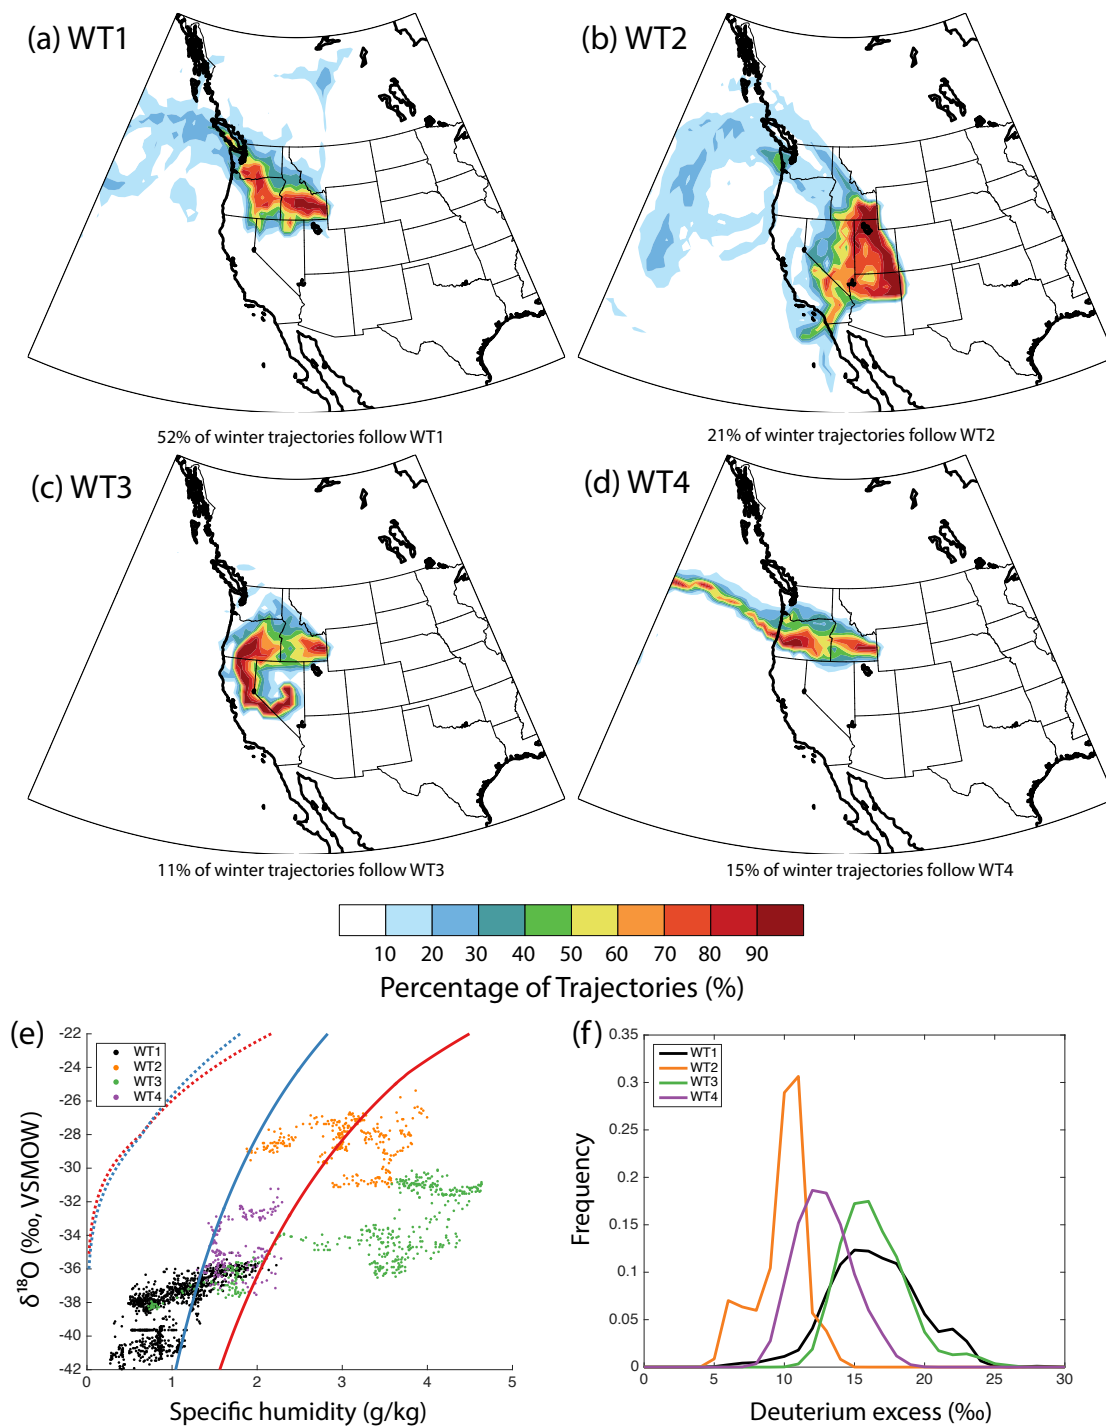 (a) WT1
(b) WT2
52% of winter trajectories follow WT1
21% of winter trajectories follow WT2
(c) WT3
(d) WT4
11% of winter trajectories follow WT3
15% of winter trajectories follow WT4
10 20 30 40 50 60 70 80 90
Percentage of Trajectories (%)
(e)
-22
-24
-26
-28
-30
-32
-34
-36
-38
-40
-42
δ¹⁸O (‰, VSMOW)
WT1
WT2
WT3
WT4
0 1 2 3 4 5
Specific humidity (g/kg)
(f)
0.35
0.3
0.25
0.2
0.15
0.1
0.05
0
Frequency
WT1
WT2
WT3
WT4
0 5 10 15 20 25 30
Deuterium excess (‰)